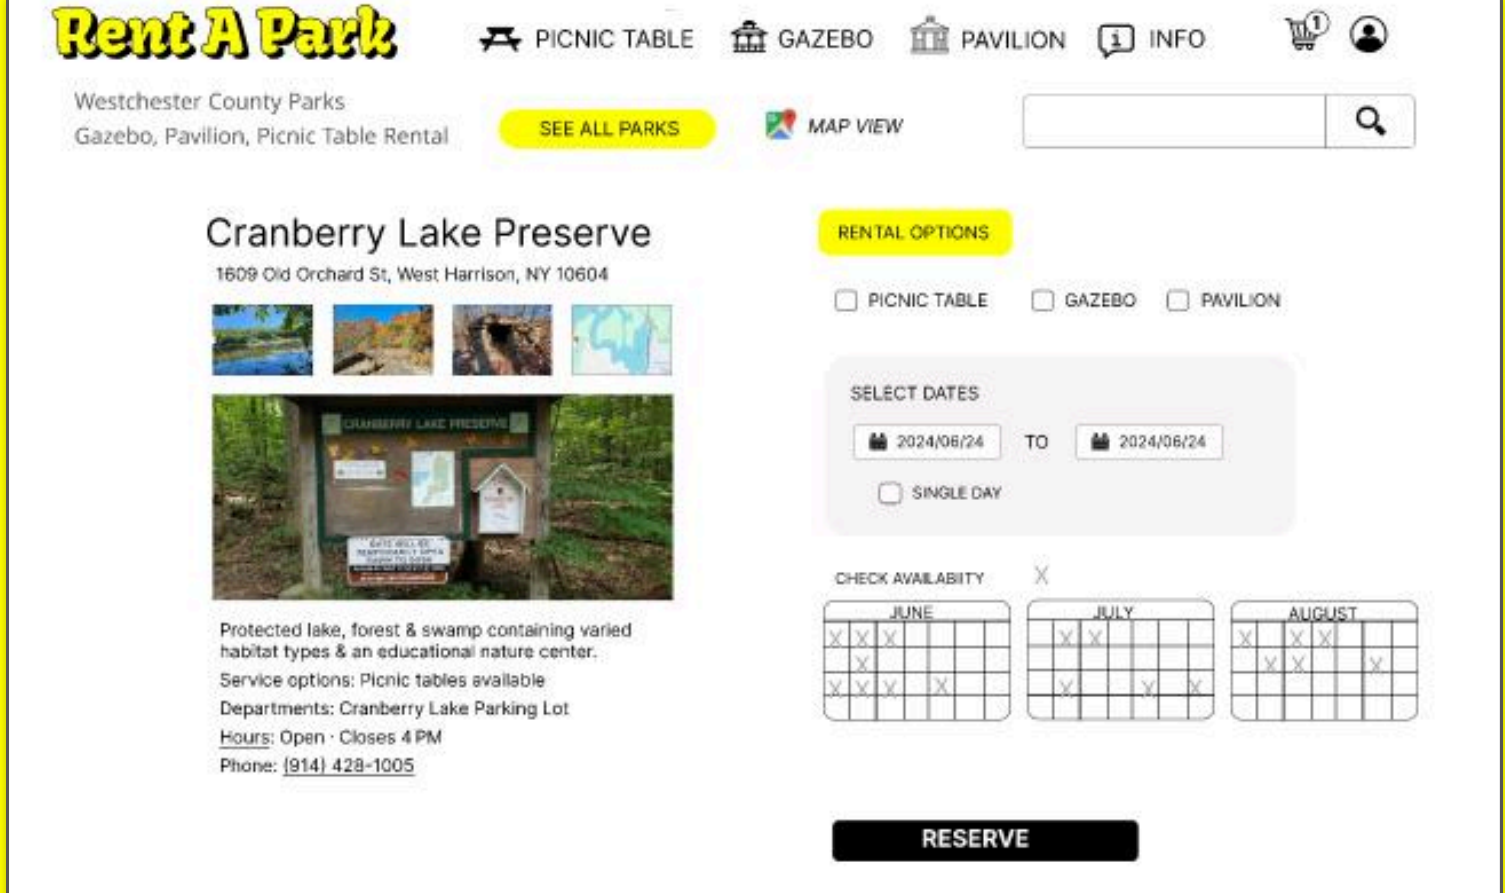 Rent A Park
PICNIC TABLE
GAZEBO
PAVILION
INFO
1
Westchester County Parks
Gazebo, Pavilion, Picnic Table Rental
SEE ALL PARKS
MAP VIEW
Cranberry Lake Preserve
1609 Old Orchard St, West Harrison, NY 10604
CRANBERRY LAKE PRESERVE
Protected lake, forest & swamp containing varied
habitat types & an educational nature center.
Service options: Picnic tables available
Departments: Cranberry Lake Parking Lot
Hours: Open · Closes 4 PM
Phone: (914) 428-1005
RENTAL OPTIONS
PICNIC TABLE
GAZEBO
PAVILION
SELECT DATES
2024/06/24 TO 2024/06/24
SINGLE DAY
CHECK AVAILABIITY X
JUNE
X X X
X
X X X X
JULY
X X
X X X
AUGUST
X X X
X X X
RESERVE